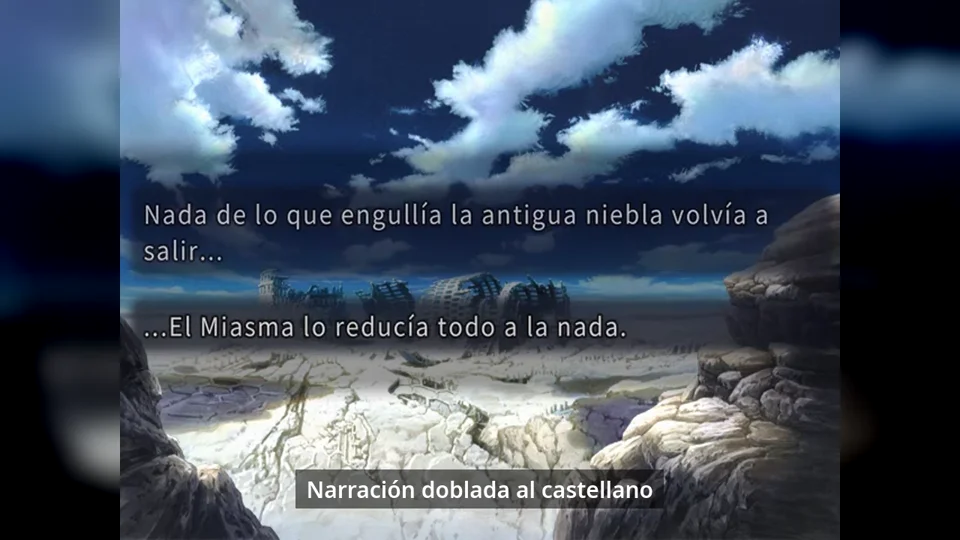 Nada de lo que engullía la antigua niebla volvía a
salir...
...El Miasma lo reducía todo a la nada.
Narración doblada al castellano